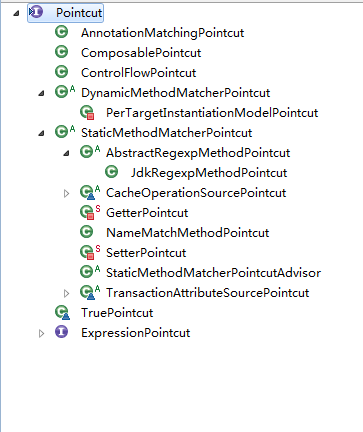 Pointcut
AnnotationMatchingPointcut
ComposablePointcut
ControlFlowPointcut
DynamicMethodMatcherPointcut
PerTargetInstantiationModelPointcut
StaticMethodMatcherPointcut
AbstractRegexpMethodPointcut
JdkRegexpMethodPointcut
CacheOperationSourcePointcut
GetterPointcut
NameMatchMethodPointcut
SetterPointcut
StaticMethodMatcherPointcutAdvisor
TransactionAttributeSourcePointcut
TruePointcut
ExpressionPointcut